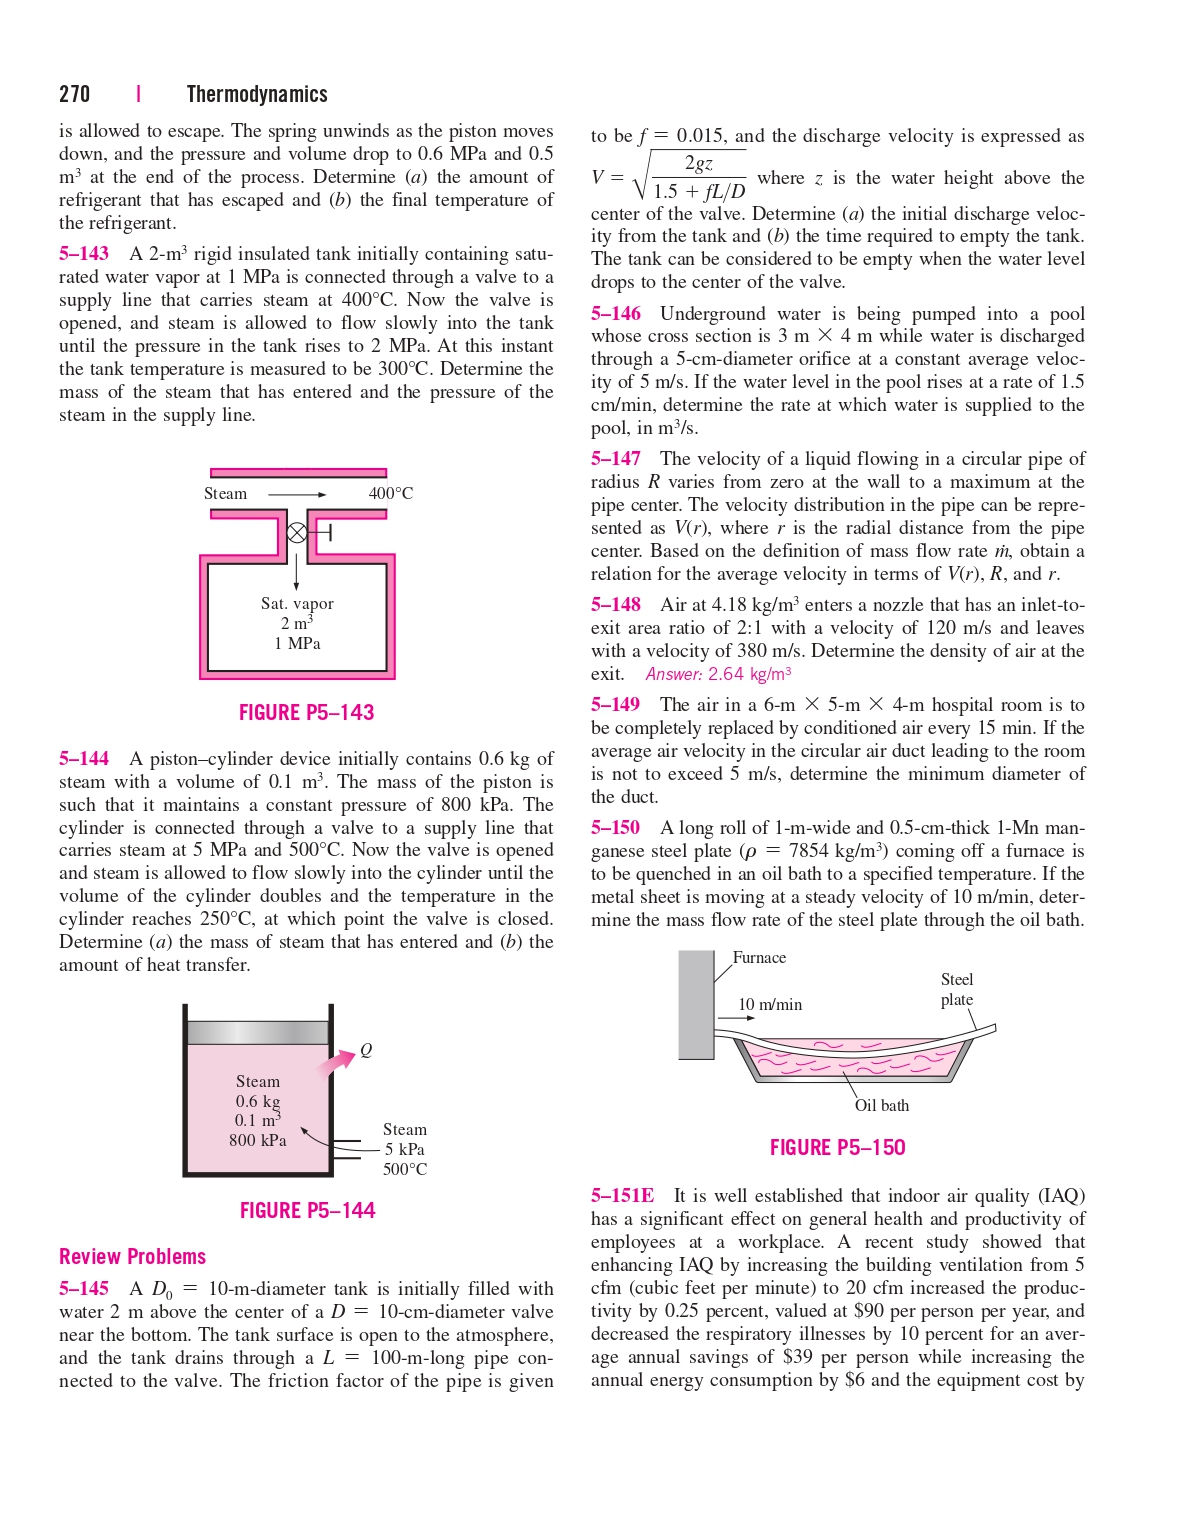 270 | Thermodynamics
is allowed to escape. The spring unwinds as the piston moves
down, and the pressure and volume drop to 0.6 MPa and 0.5
m³ at the end of the process. Determine (a) the amount of
refrigerant that has escaped and (b) the final temperature of
the refrigerant.
5–143 A 2-m³ rigid insulated tank initially containing satu-
rated water vapor at 1 MPa is connected through a valve to a
supply line that carries steam at 400°C. Now the valve is
opened, and steam is allowed to flow slowly into the tank
until the pressure in the tank rises to 2 MPa. At this instant
the tank temperature is measured to be 300°C. Determine the
mass of the steam that has entered and the pressure of the
steam in the supply line.
Steam 400°C
Sat. vapor
2 m³
1 MPa
FIGURE P5–143
5–144 A piston–cylinder device initially contains 0.6 kg of
steam with a volume of 0.1 m³. The mass of the piston is
such that it maintains a constant pressure of 800 kPa. The
cylinder is connected through a valve to a supply line that
carries steam at 5 MPa and 500°C. Now the valve is opened
and steam is allowed to flow slowly into the cylinder until the
volume of the cylinder doubles and the temperature in the
cylinder reaches 250°C, at which point the valve is closed.
Determine (a) the mass of steam that has entered and (b) the
amount of heat transfer.
Q
Steam
0.6 kg
0.1 m³
800 kPa
Steam
5 kPa
500°C
FIGURE P5–144
Review Problems
5–145 A D₀ = 10-m-diameter tank is initially filled with
water 2 m above the center of a D = 10-cm-diameter valve
near the bottom. The tank surface is open to the atmosphere,
and the tank drains through a L = 100-m-long pipe con-
nected to the valve. The friction factor of the pipe is given
to be f = 0.015, and the discharge velocity is expressed as
V = √(2gz / (1.5 + fL/D)) where z is the water height above the
center of the valve. Determine (a) the initial discharge veloc-
ity from the tank and (b) the time required to empty the tank.
The tank can be considered to be empty when the water level
drops to the center of the valve.
5–146 Underground water is being pumped into a pool
whose cross section is 3 m × 4 m while water is discharged
through a 5-cm-diameter orifice at a constant average veloc-
ity of 5 m/s. If the water level in the pool rises at a rate of 1.5
cm/min, determine the rate at which water is supplied to the
pool, in m³/s.
5–147 The velocity of a liquid flowing in a circular pipe of
radius R varies from zero at the wall to a maximum at the
pipe center. The velocity distribution in the pipe can be repre-
sented as V(r), where r is the radial distance from the pipe
center. Based on the definition of mass flow rate ṁ, obtain a
relation for the average velocity in terms of V(r), R, and r.
5–148 Air at 4.18 kg/m³ enters a nozzle that has an inlet-to-
exit area ratio of 2:1 with a velocity of 120 m/s and leaves
with a velocity of 380 m/s. Determine the density of air at the
exit. Answer: 2.64 kg/m³
5–149 The air in a 6-m × 5-m × 4-m hospital room is to
be completely replaced by conditioned air every 15 min. If the
average air velocity in the circular air duct leading to the room
is not to exceed 5 m/s, determine the minimum diameter of
the duct.
5–150 A long roll of 1-m-wide and 0.5-cm-thick 1-Mn man-
ganese steel plate (ρ = 7854 kg/m³) coming off a furnace is
to be quenched in an oil bath to a specified temperature. If the
metal sheet is moving at a steady velocity of 10 m/min, deter-
mine the mass flow rate of the steel plate through the oil bath.
Furnace
Steel
plate
10 m/min
Oil bath
FIGURE P5–150
5–151E It is well established that indoor air quality (IAQ)
has a significant effect on general health and productivity of
employees at a workplace. A recent study showed that
enhancing IAQ by increasing the building ventilation from 5
cfm (cubic feet per minute) to 20 cfm increased the produc-
tivity by 0.25 percent, valued at $90 per person per year, and
decreased the respiratory illnesses by 10 percent for an aver-
age annual savings of $39 per person while increasing the
annual energy consumption by $6 and the equipment cost by